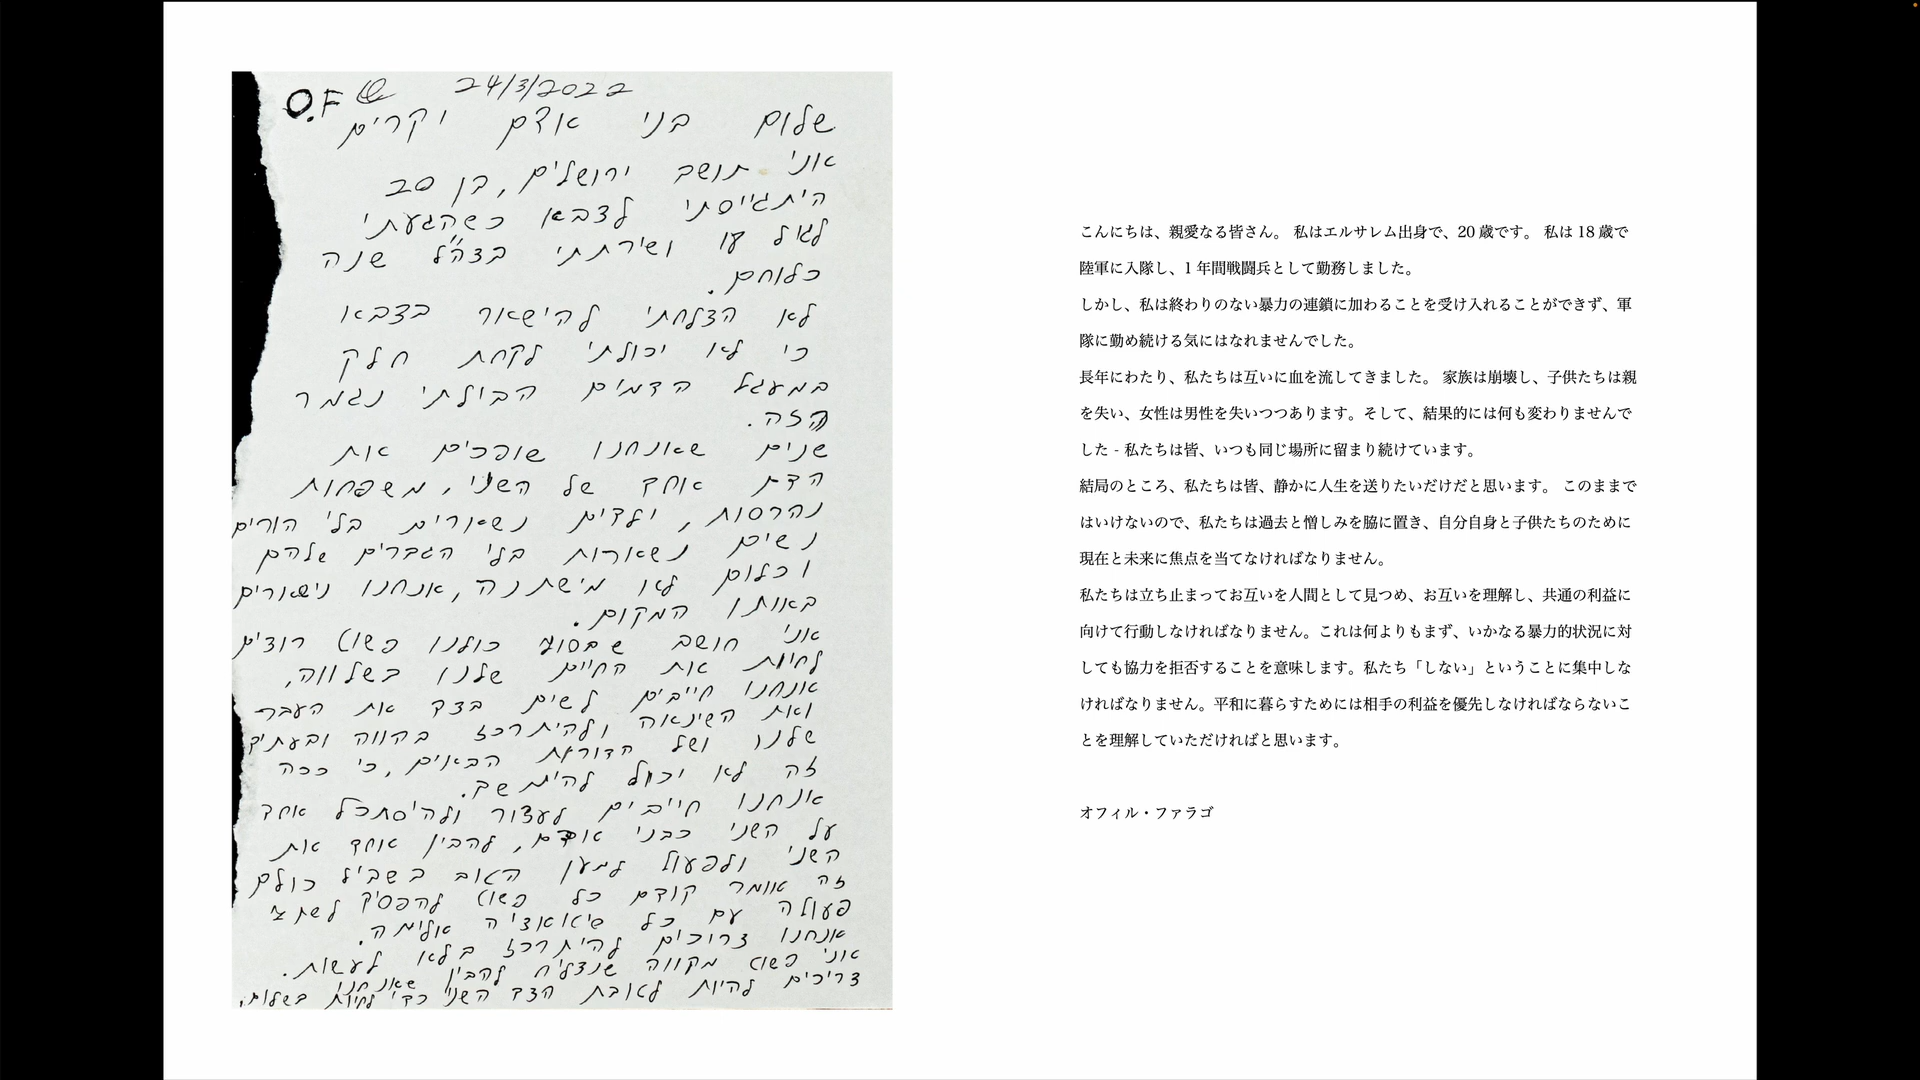 O.F 24/3/2022
שלום בני אדם יקרים
אני תושב ירושלים, בן 20
היתגייסתי לצבא כשהגעתי
לגיל 18 ושירתתי בצה"ל שנה
כלוחם.
לא הצלחתי להישאר בצבא
כי לא יכולתי לקחת חלק
במעגל הדמים הבולתי נגמר
הזה.
שנים שאנחנו שופכים את
הדם אחד של השני, משפחות
נהרסות, ילדים נשארים בלי הורים
נשים נשארות בלי הגברים שלהם
וכלום לא מישתנה, אנחנו נישארים
באותו המקום.
אני חושב שבסוף כולנו פשוט רוצים
לחיות את החיים שלנו בשלווה,
אנחנו חייבים לשים בצד את העבר
ואת השינאה ולהיתרכז בהווה ובעתיד
שלנו ושל הדורות הבאים, כי ככה
זה לא יכול להימשך.
אנחנו חייבים לעצור ולהיסתכל אחד
על השני כבני אדם, להבין אחד את
השני ולפעול למען הטוב בשביל כולם
זה אומר קודם כל פשוט להפסיק לשתף
פעולה עם כל סיטואציה אלימה.
אנחנו צריכים להיתרכז בלא לעשות.
אני פשוט מקווה שנצליח להבין שאנחנו
צריכים להיות לטובת הצד השני כדי לחיות בשלום.
こんにちは、親愛なる皆さん。 私はエルサレム出身で、20 歳です。 私は 18 歳で
陸軍に入隊し、1 年間戦闘兵として勤務しました。
しかし、私は終わりのない暴力の連鎖に加わることを受け入れることができず、軍
隊に勤め続ける気にはなれませんでした。
長年にわたり、私たちは互いに血を流してきました。 家族は崩壊し、子供たちは親
を失い、女性は男性を失いつつあります。そして、結果的には何も変わりませんで
した - 私たちは皆、いつも同じ場所に留まり続けています。
結局のところ、私たちは皆、静かに人生を送りたいだけだと思います。 このままで
はいけないので、私たちは過去と憎しみを脇に置き、自分自身と子供たちのために
現在と未来に焦点を当てなければなりません。
私たちは立ち止まってお互いを人間として見つめ、お互いを理解し、共通の利益に
向けて行動しなければなりません。これは何よりもまず、いかなる暴力的状況に対
しても協力を拒否することを意味します。私たち「しない」ということに集中しな
ければなりません。平和に暮らすためには相手の利益を優先しなければならないこ
とを理解していただければと思います。
オフィル・ファラゴ